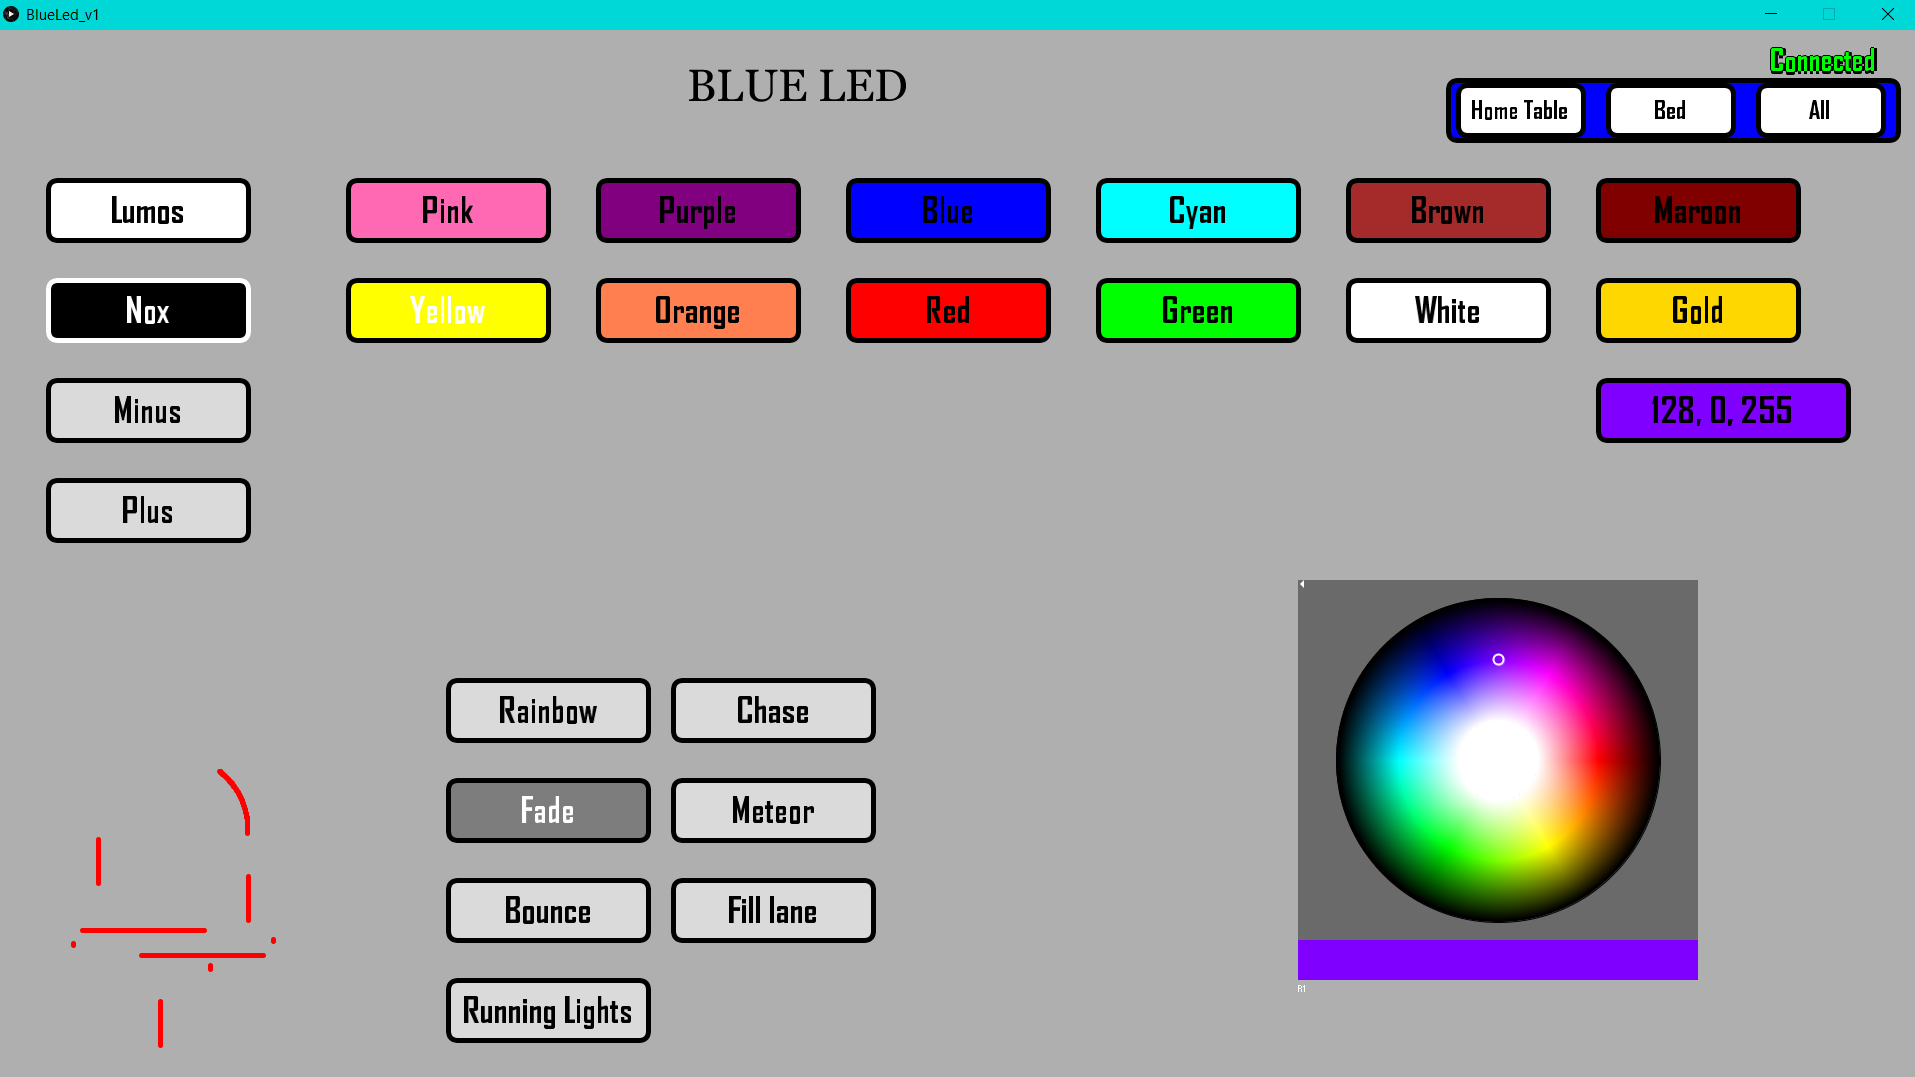 BlueLed_v1
Connected
BLUE LED
Home Table Bed All
Lumos Pink Purple Blue Cyan Brown Maroon
Nox Yellow Orange Red Green White Gold
Minus 128, 0, 255
Plus
Rainbow Chase
Fade Meteor
Bounce Fill lane
R1
Running Lights